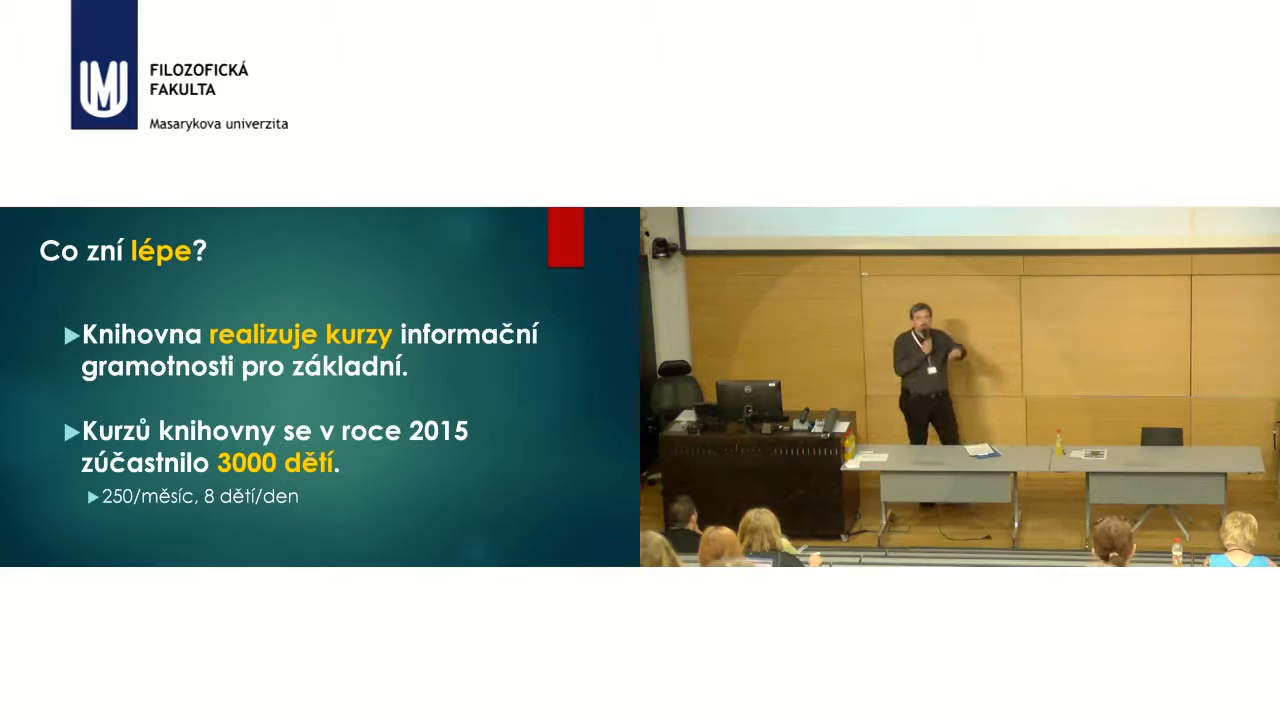 FILOZOFICKÁ
FAKULTA
Masarykova univerzita
Co zní lépe?
Knihovna realizuje kurzy informační
gramotnosti pro základní.
Kurzů knihovny se v roce 2015
zúčastnilo 3000 dětí.
250/měsíc, 8 dětí/den